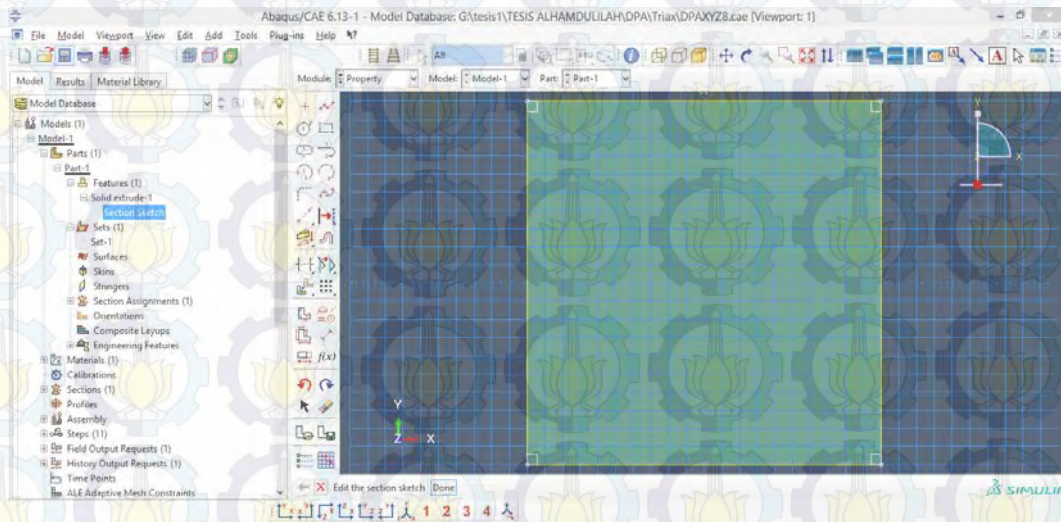 Abaqus/CAE 6.13-1 - Model Database: G:\tesis1\TESIS ALHAMDULILAH\DPA\Triax\DPAXYZ8.cae [Viewport: 1]
File Model Viewport View Edit Add Tools Plug-ins Help
All
Model Results Material Library
Module: Property Model: Model-1 Part: Part-1
Model Database
Models (1)
Model-1
Parts (1)
Part-1
Features (1)
Solid extrude-1
Section Sketch
Sets (1)
Set-1
Surfaces
Skins
Stringers
Section Assignments (1)
Orientations
Composite Layups
Engineering Features
Materials (1)
Calibrations
Sections (1)
Profiles
Assembly
Steps (11)
Field Output Requests (1)
History Output Requests (1)
Time Points
ALE Adaptive Mesh Constraints
f(x)
Y
Z X
Y
X
Edit the section sketch Done
SIMULIA
1 2 3 4